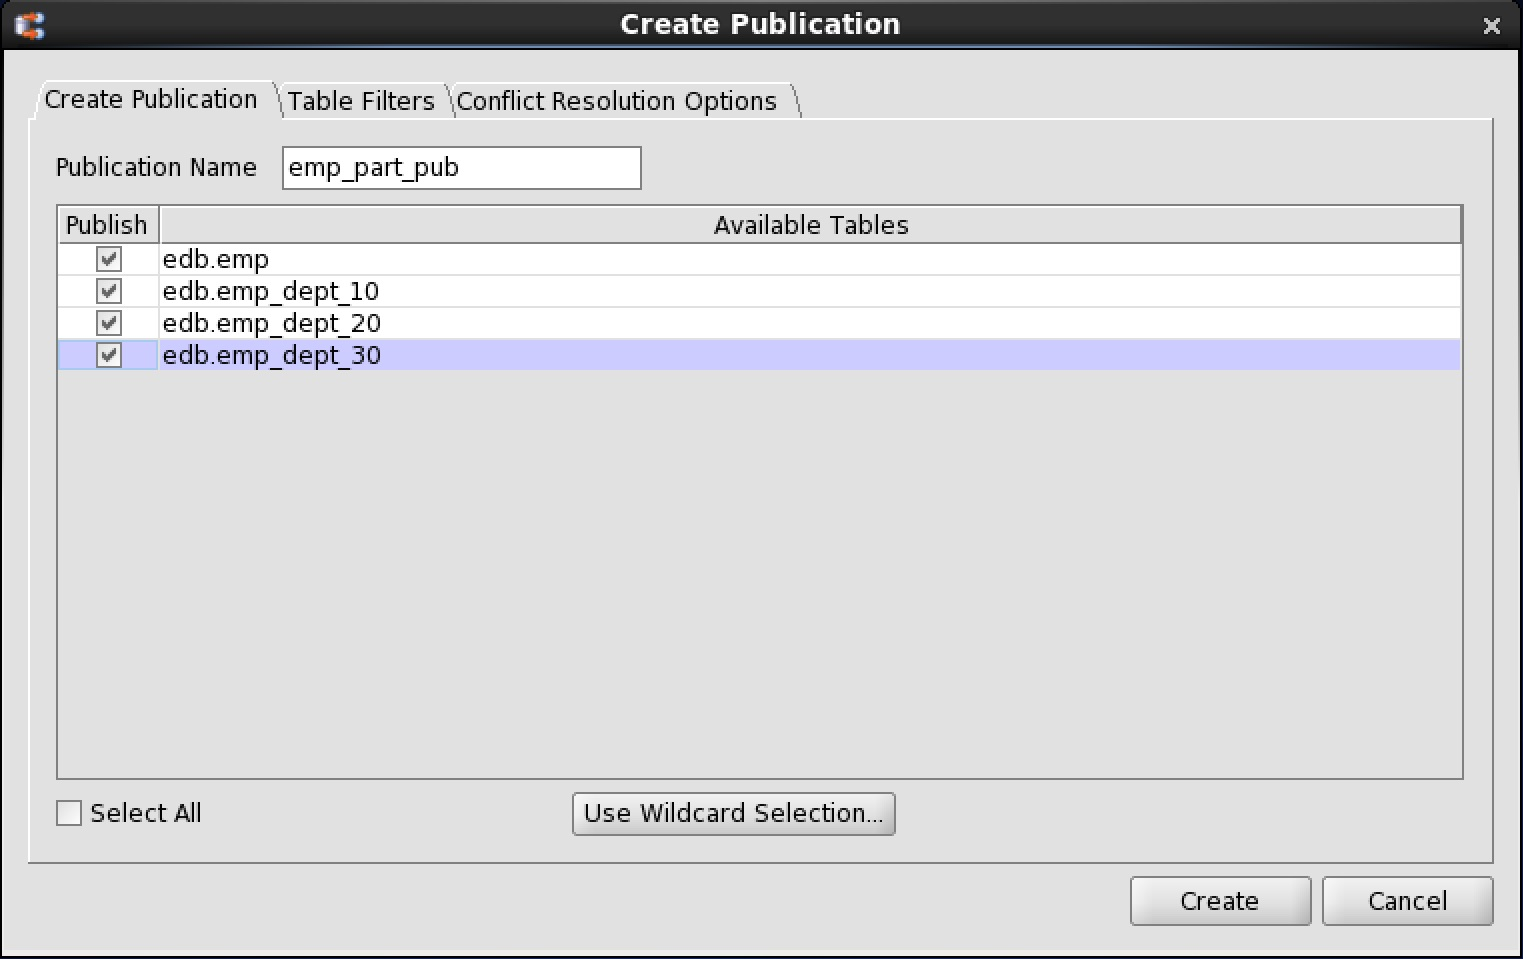 Create Publication
Create Publication Table Filters Conflict Resolution Options
Publication Name emp_part_pub
Publish Available Tables
edb.emp
edb.emp_dept_10
edb.emp_dept_20
edb.emp_dept_30
Select All Use Wildcard Selection...
Create Cancel